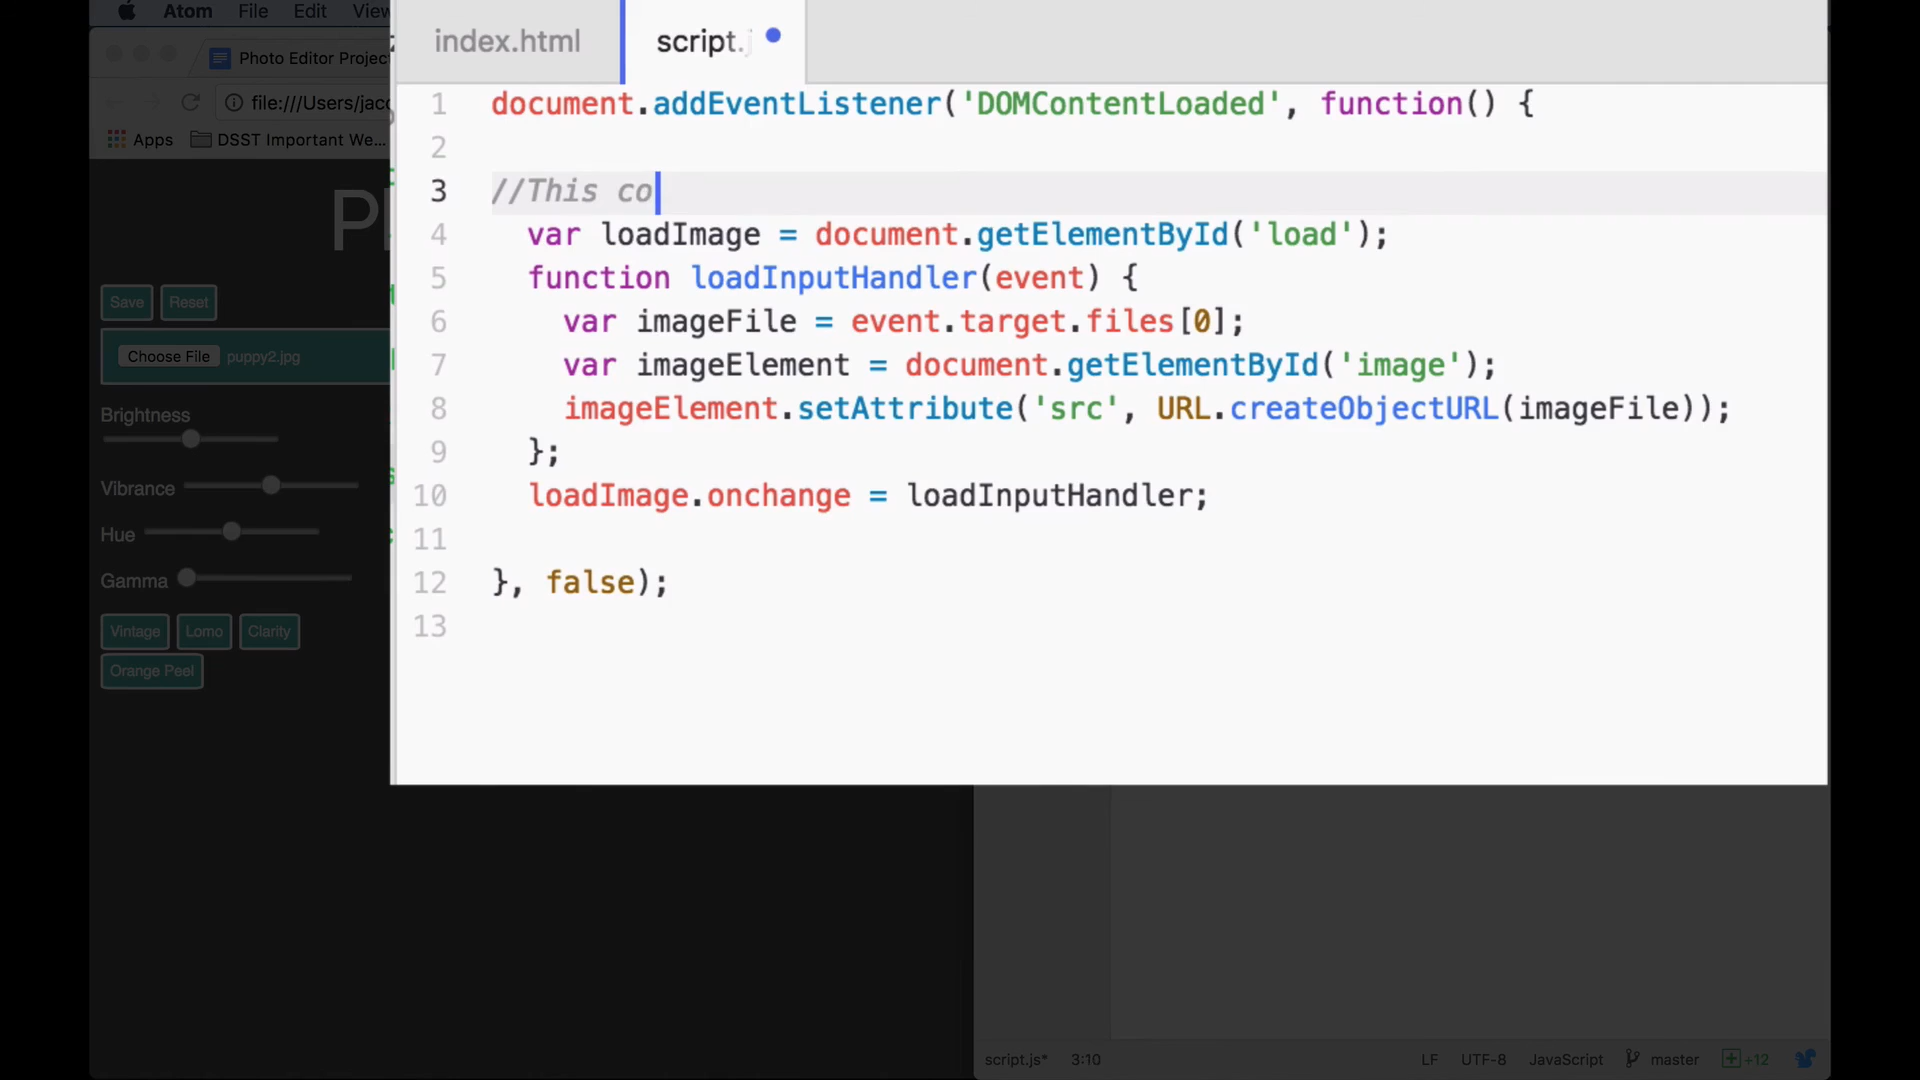 Atom File Edit View
Photo Editor Projec
file:///Users/jac
Apps DSST Important We...
Save Reset
Choose File puppy2.jpg
Brightness
Vibrance
Hue
Gamma
Vintage Lomo Clarity
Orange Peel
index.html script.j
1 document.addEventListener('DOMContentLoaded', function() {
2
3 //This co
4 var loadImage = document.getElementById('load');
5 function loadInputHandler(event) {
6 var imageFile = event.target.files[0];
7 var imageElement = document.getElementById('image');
8 imageElement.setAttribute('src', URL.createObjectURL(imageFile));
9 };
10 loadImage.onchange = loadInputHandler;
11
12 }, false);
13
script.js* 3:10 LF UTF-8 JavaScript master +12